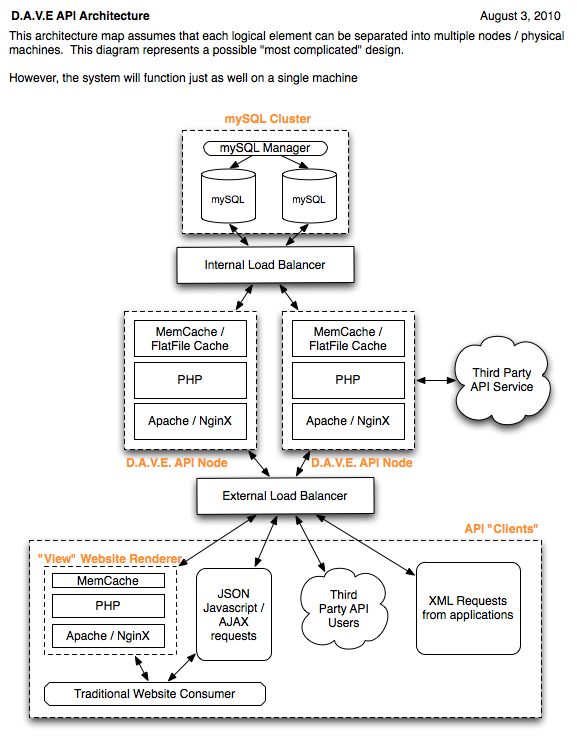 D.A.V.E API Architecture
August 3, 2010
This architecture map assumes that each logical element can be separated into multiple nodes / physical
machines.  This diagram represents a possible "most complicated" design.
However, the system will function just as well on a single machine
mySQL Cluster
mySQL Manager
mySQL
mySQL
Internal Load Balancer
MemCache /
FlatFile Cache
PHP
Apache / NginX
D.A.V.E. API Node
MemCache /
FlatFile Cache
PHP
Apache / NginX
D.A.V.E. API Node
Third Party
API Service
External Load Balancer
API "Clients"
"View" Website Renderer
MemCache
PHP
Apache / NginX
JSON
Javascript /
AJAX
requests
Third
Party API
Users
XML Requests
from applications
Traditional Website Consumer